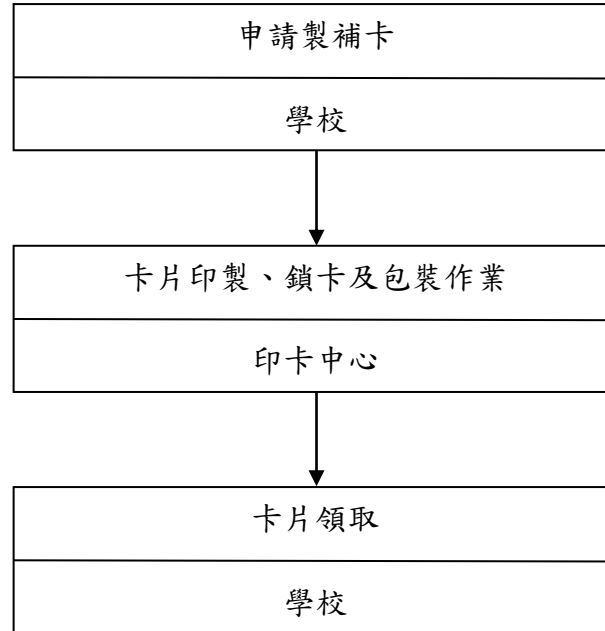 申請製補卡
學校
卡片印製、鎖卡及包裝作業
印卡中心
卡片領取
學校